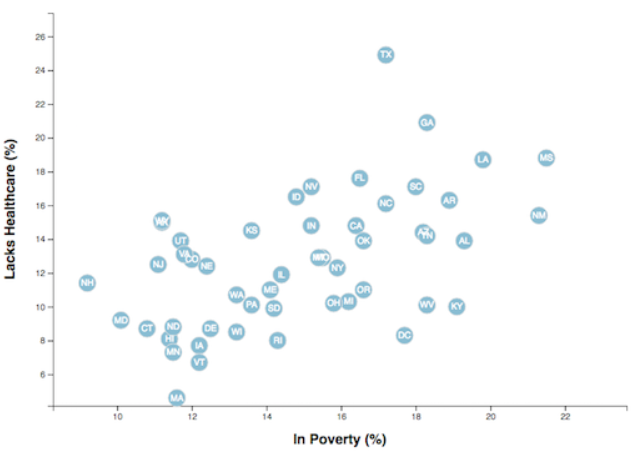 26
TX
24
22
GA
20
LA
MS
18
FL
NV
SC
ID
AR
16
NC
NM
KS
IN
CA
14
UT
OK
TN
AL
CO
NJ
NE
NY
12
IL
NH
ME
OR
WA
MI
10
PA
SD
OH
WV
KY
MD
CT
ND
DE
WI
DC
8
HI
IA
RI
MN
VT
6
MA
10
12
14
16
18
20
22
Lacks Healthcare (%)
In Poverty (%)